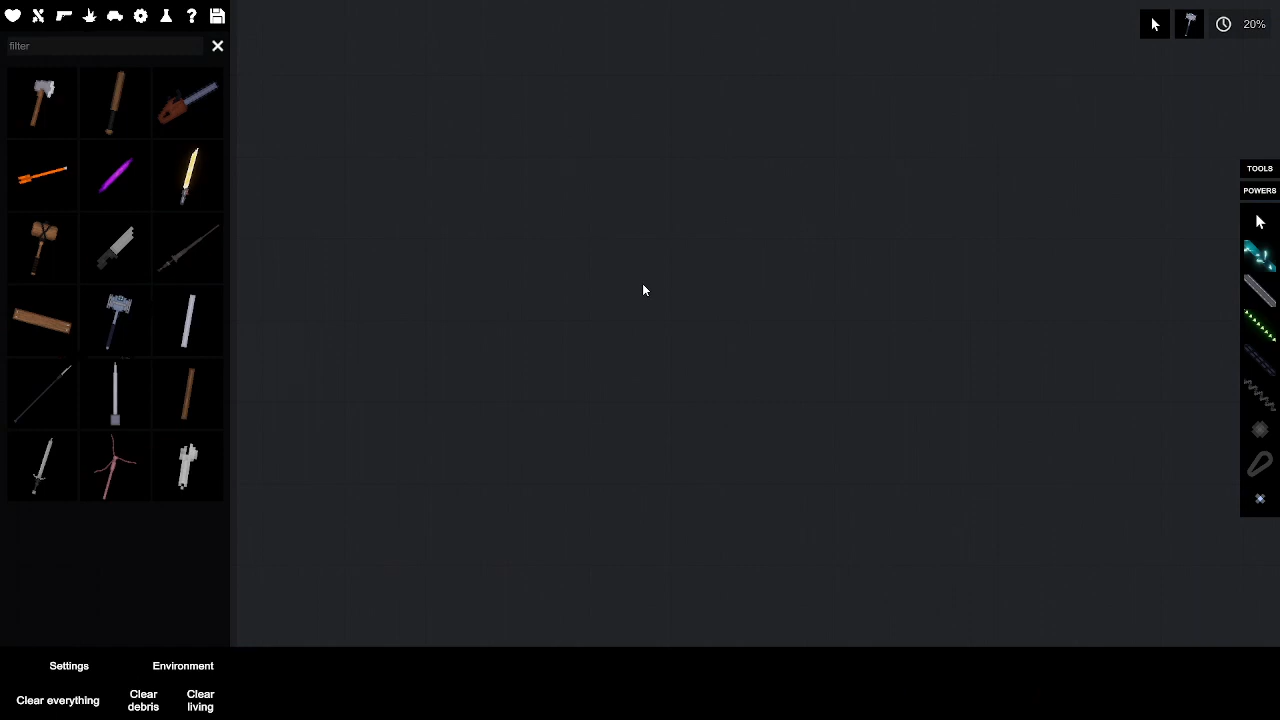 filter
20%
TOOLS
POWERS
Settings
Environment
Clear everything
Clear
debris
Clear
living